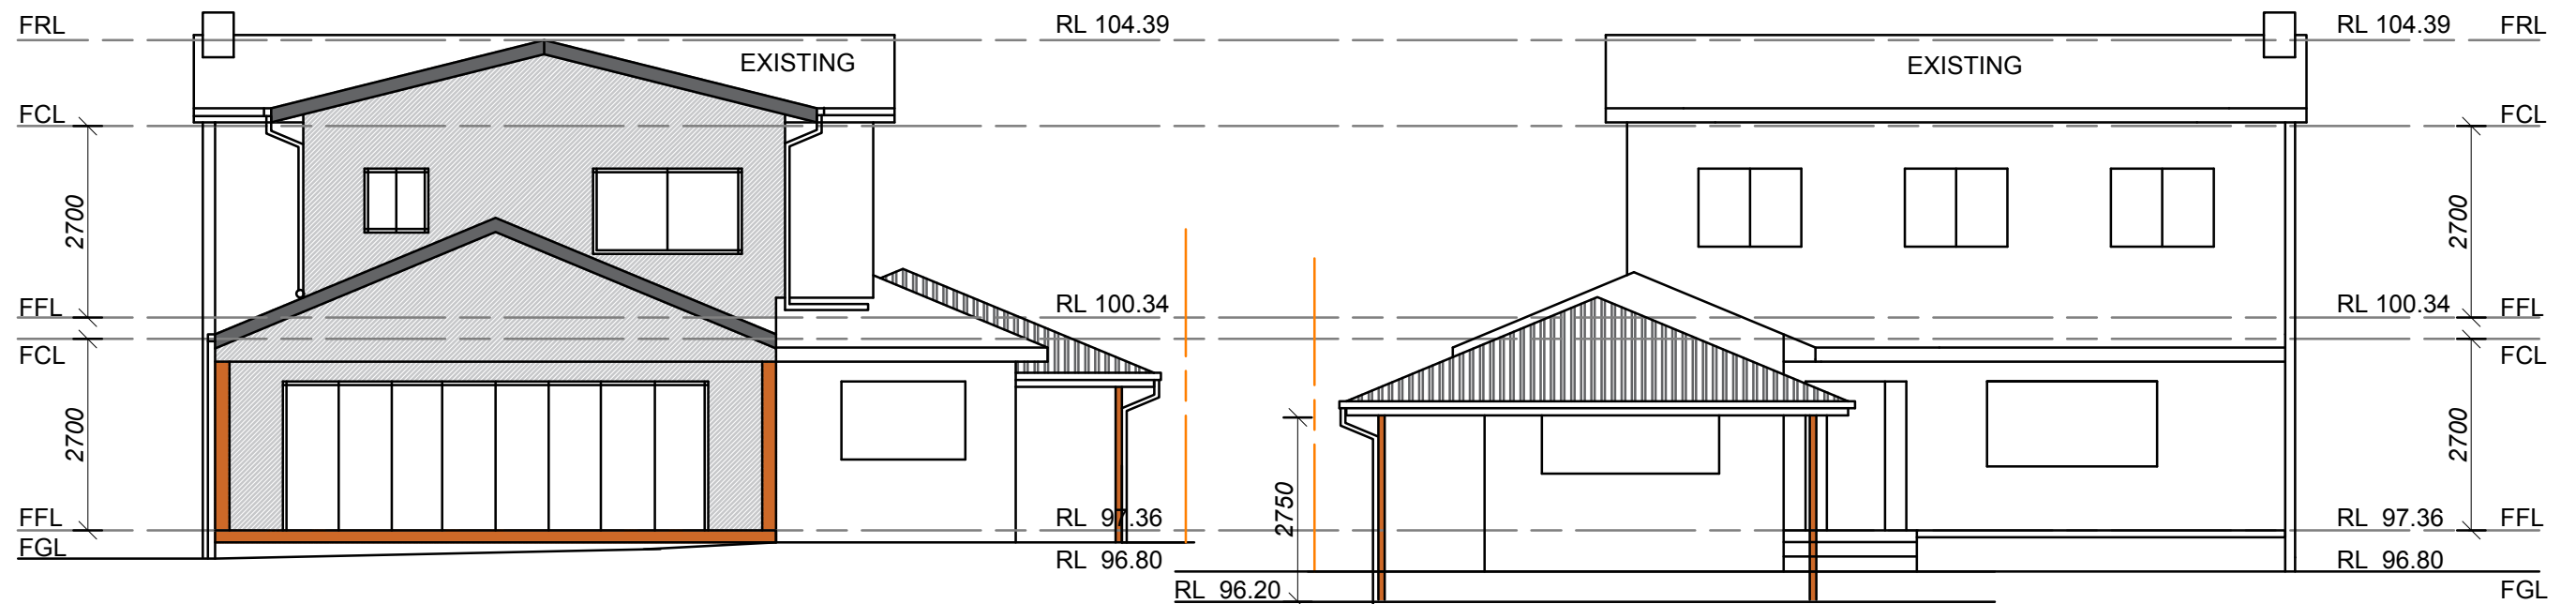 FRL
RL 104.39
RL 104.39
FRL
EXISTING
EXISTING
FCL
FCL
2700
2700
FFL
RL 100.34
RL 100.34
FFL
FCL
FCL
2700
2700
2750
FFL
RL 97.36
RL 97.36
FFL
FGL
RL 96.80
RL 96.80
RL 96.20
FGL